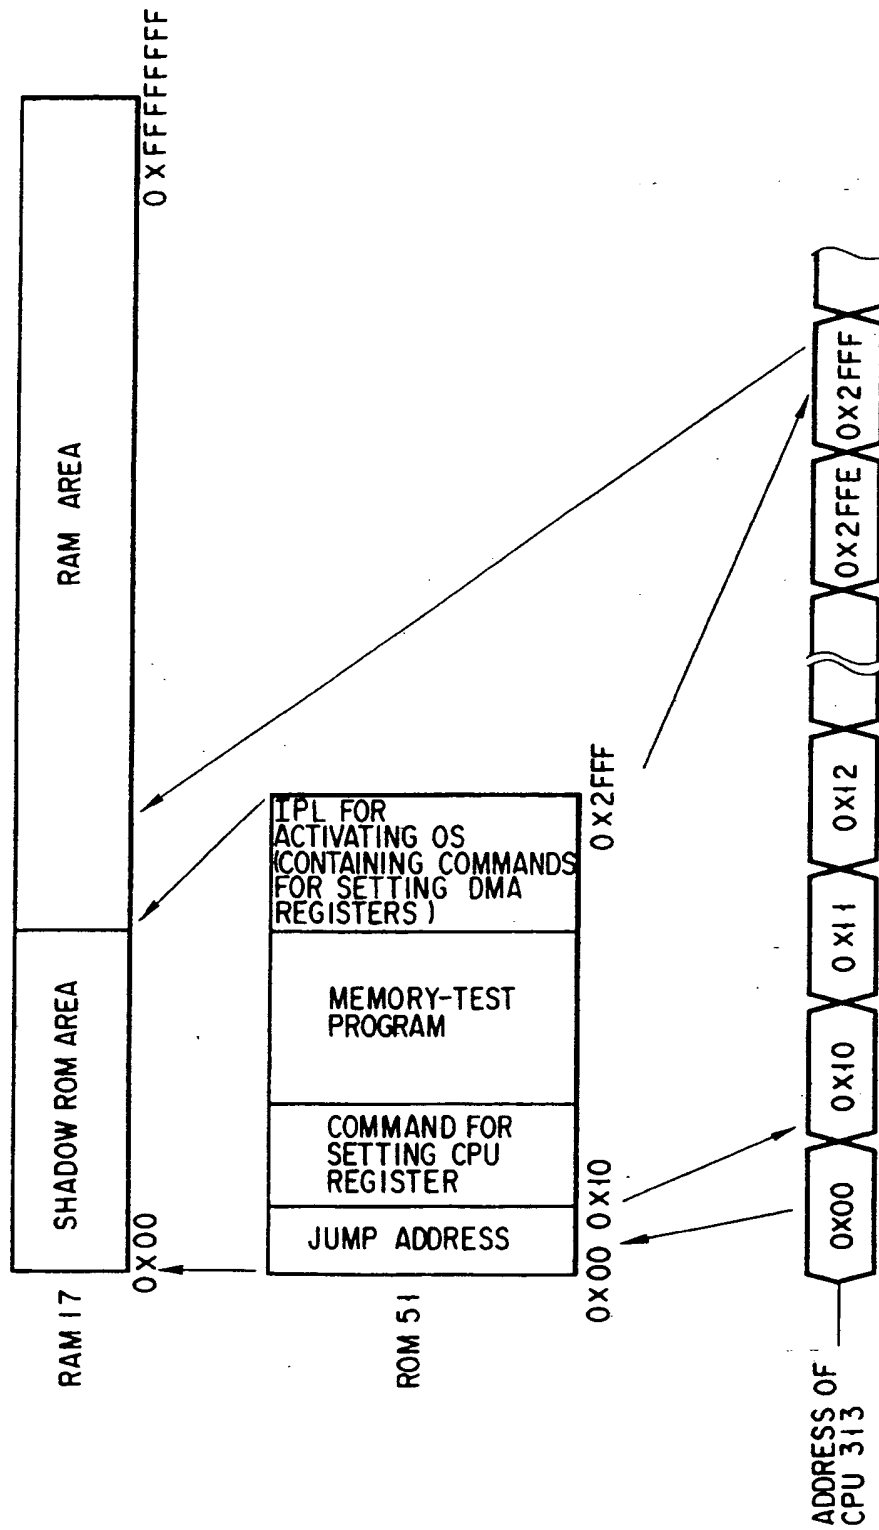 RAM 17
SHADOW ROM AREA
RAM AREA
0X00
0XFFFFFFFF
ROM 51
JUMP ADDRESS
COMMAND FOR
SETTING CPU
REGISTER
MEMORY-TEST
PROGRAM
IPL FOR
ACTIVATING OS
(CONTAINING COMMANDS
FOR SETTING DMA
REGISTERS)
0X00 0X10
0X2FFF
ADDRESS OF
CPU 313
0X00
0X10
0X11
0X12
0X2FFE
0X2FFF